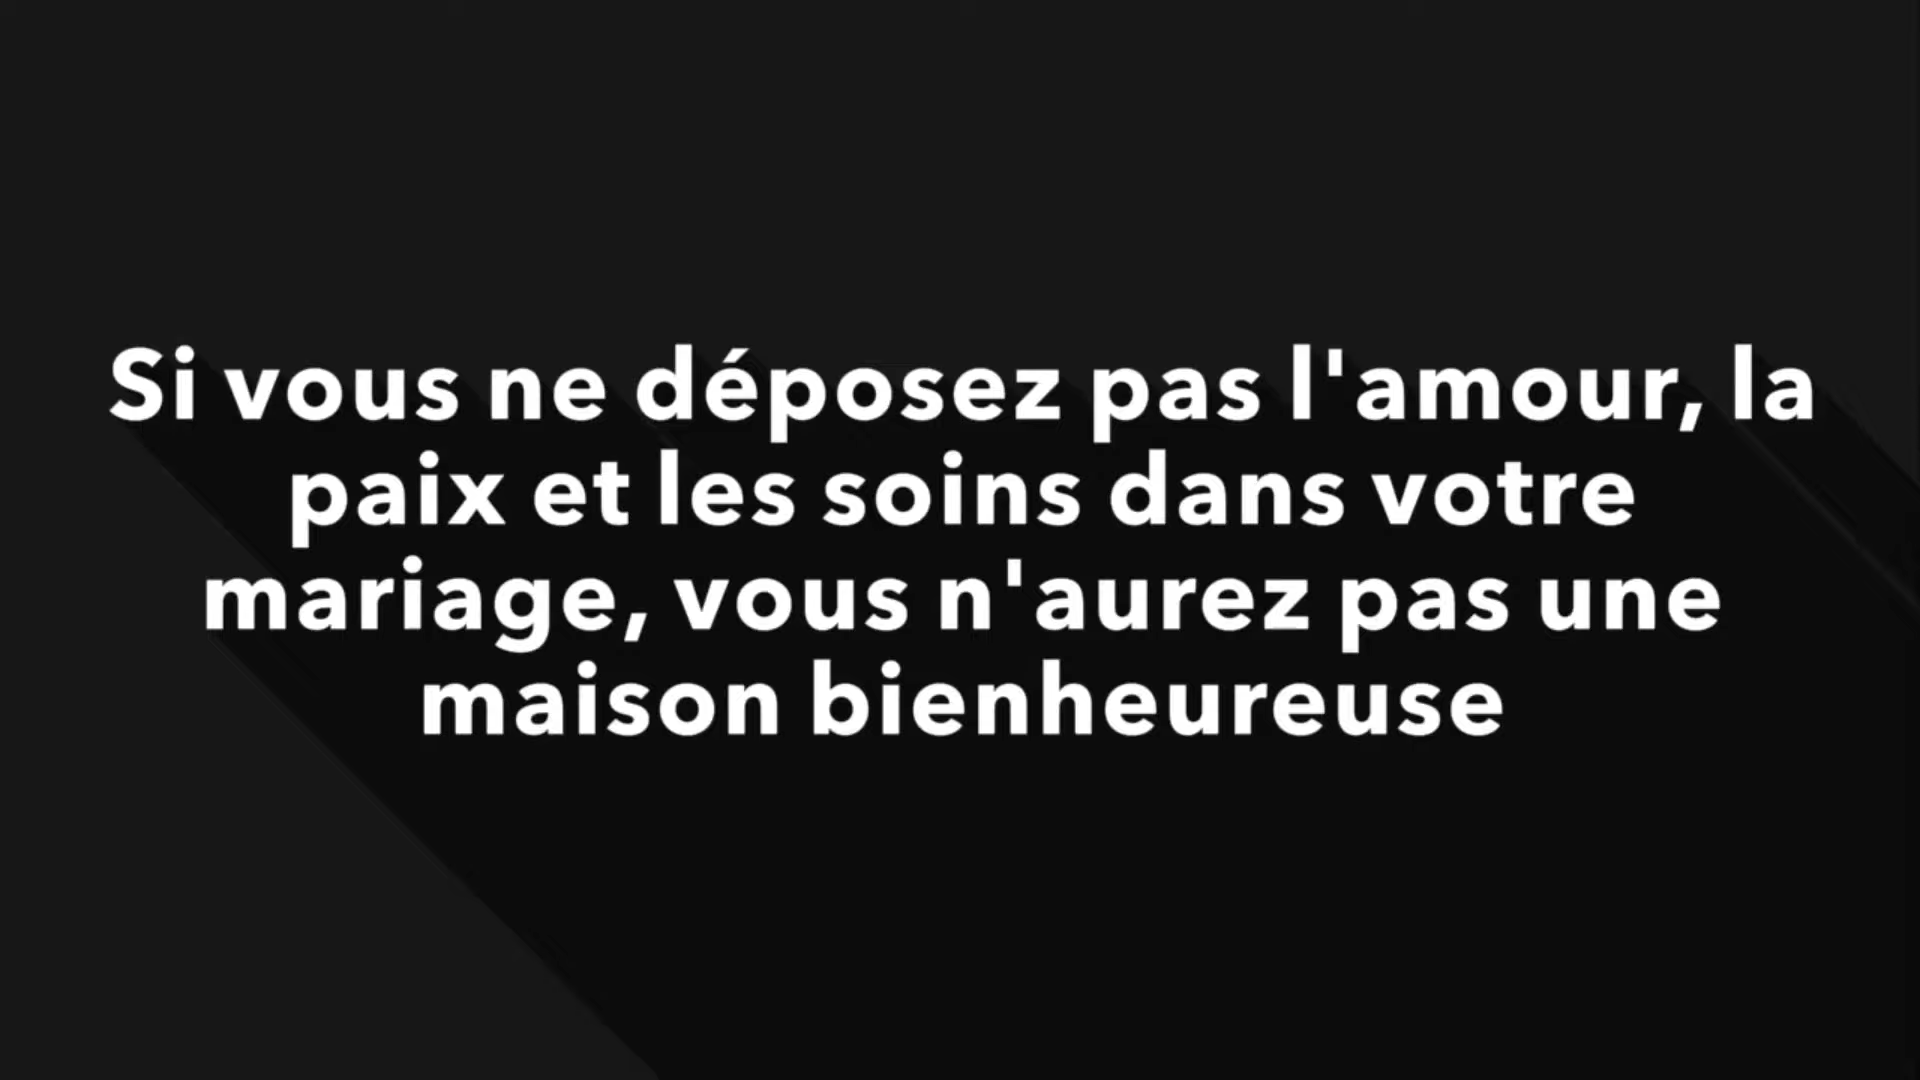 Si vous ne déposez pas l'amour, la
paix et les soins dans votre
mariage, vous n'aurez pas une
maison bienheureuse